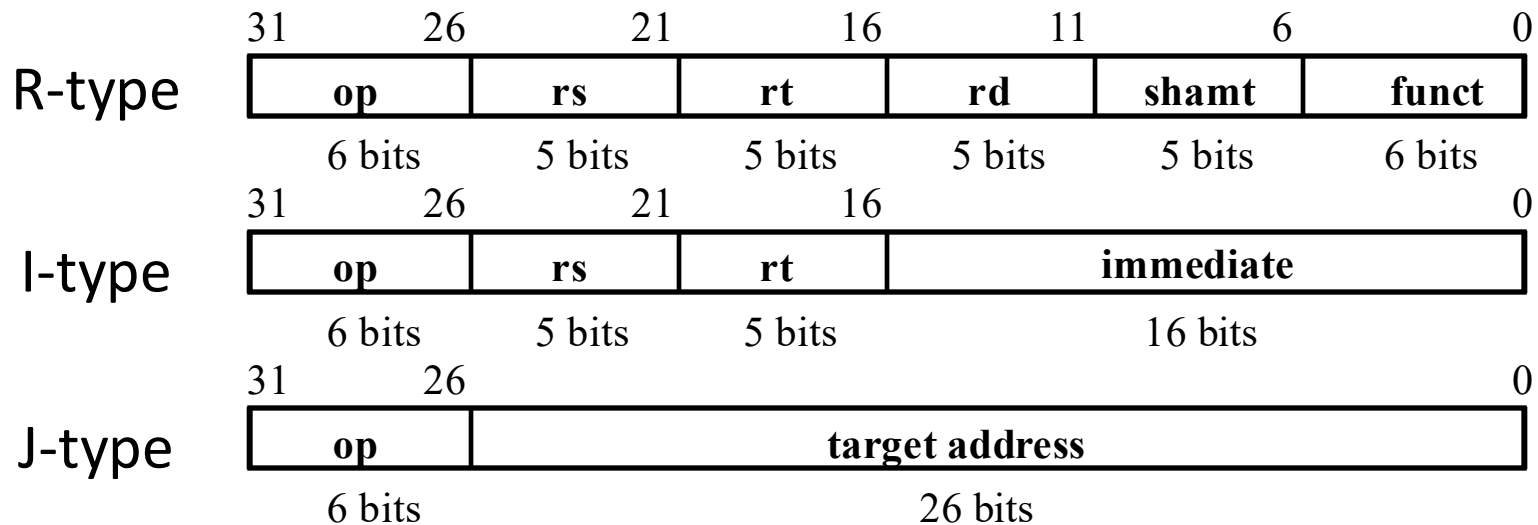 31 26 21 16 11 6 0
R-type op rs rt rd shamt funct
6 bits 5 bits 5 bits 5 bits 5 bits 6 bits
31 26 21 16 0
I-type op rs rt immediate
6 bits 5 bits 5 bits 16 bits
31 26 0
J-type op target address
6 bits 26 bits